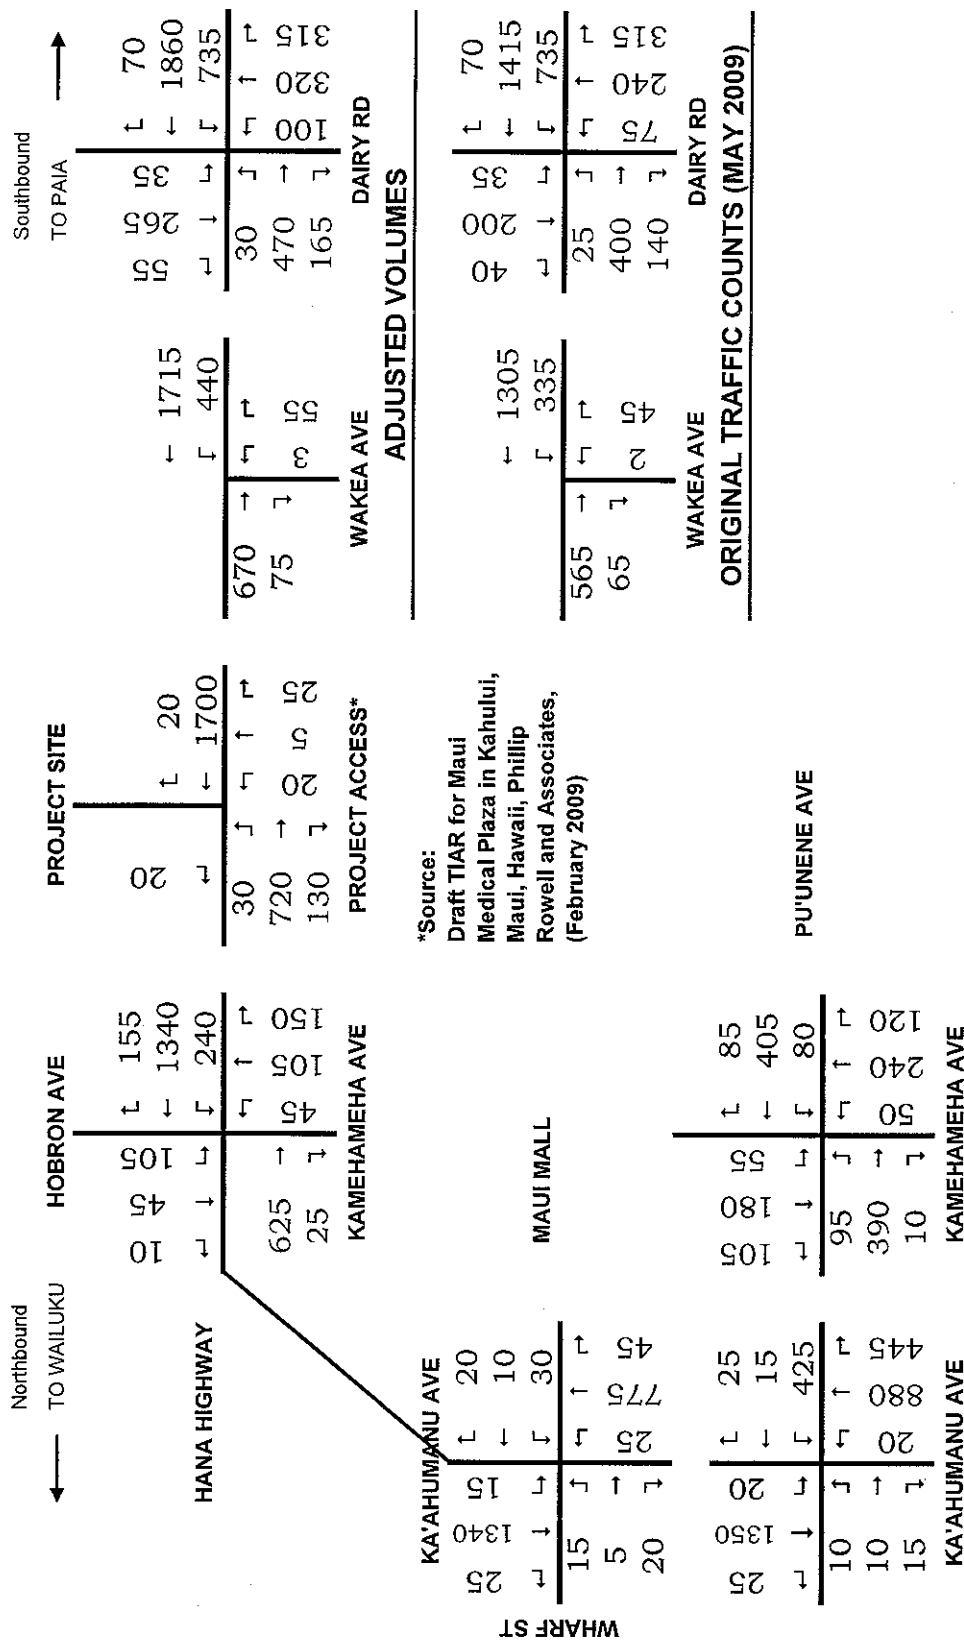 Northbound
TO WAILUKU
Southbound
TO PAIA
HANA HIGHWAY
HOBRON AVE
10 45 105
155
1340
240
625
25
45 105 150
KAMEHAMEHA AVE
PROJECT SITE
20
20
1700
30
720
130
20 5 25
PROJECT ACCESS*
1715
440
670
75
3 55
WAKEA AVE
55 265 35
70
1860
735
30
470
165
100 320 315
DAIRY RD
ADJUSTED VOLUMES
*Source:
Draft TIAR for Maui
Medical Plaza in Kahului,
Maui, Hawaii, Phillip
Rowell and Associates,
(February 2009)
1305
335
565
65
2 45
WAKEA AVE
40 200 35
70
1415
735
25
400
140
75 240 315
DAIRY RD
ORIGINAL TRAFFIC COUNTS (MAY 2009)
KA'AHUMANU AVE
WHARF ST
25 1340 15
20
10
30
15
5
20
25 775 45
MAUI MALL
25 1350 20
25
15
425
10
10
15
20 880 445
KA'AHUMANU AVE
105 180 55
85
405
80
95
390
10
50 240 120
KAMEHAMEHA AVE
PU'UNENE AVE